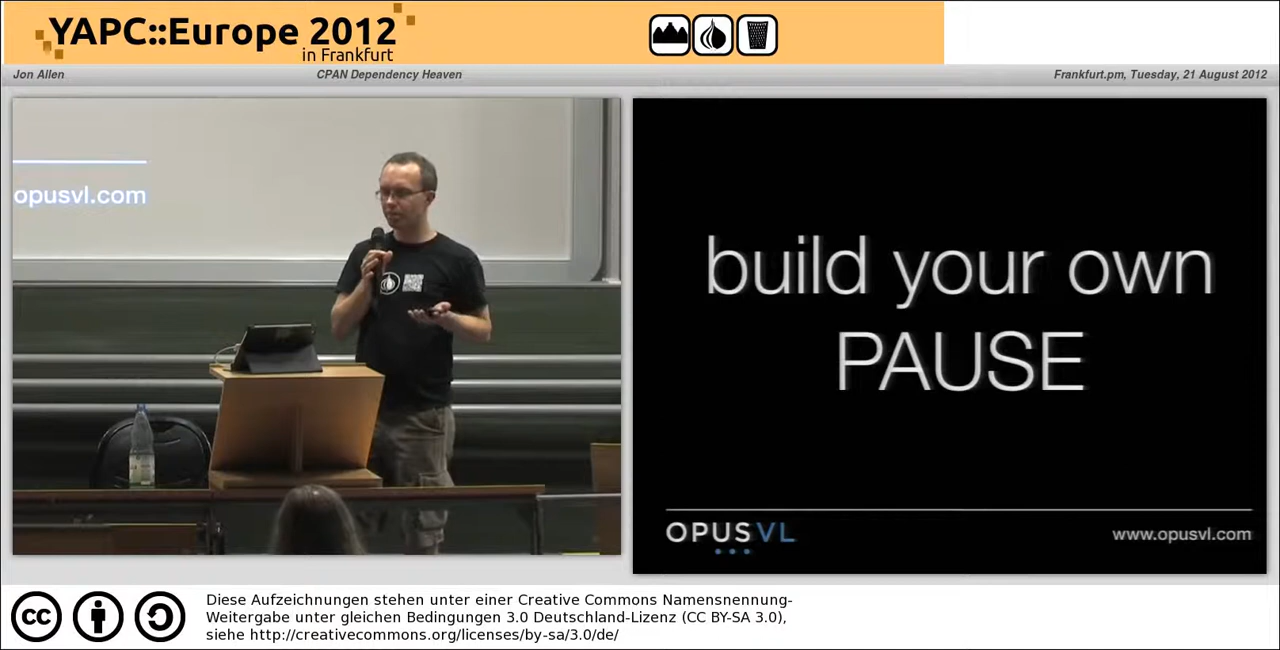 YAPC::Europe 2012
in Frankfurt
Jon Allen
CPAN Dependency Heaven
Frankfurt.pm, Tuesday, 21 August 2012
opusvl.com
build your own
PAUSE
OPUSVL
www.opusvl.com
cc
Diese Aufzeichnungen stehen unter einer Creative Commons Namensnennung-
Weitergabe unter gleichen Bedingungen 3.0 Deutschland-Lizenz (CC BY-SA 3.0),
siehe http://creativecommons.org/licenses/by-sa/3.0/de/